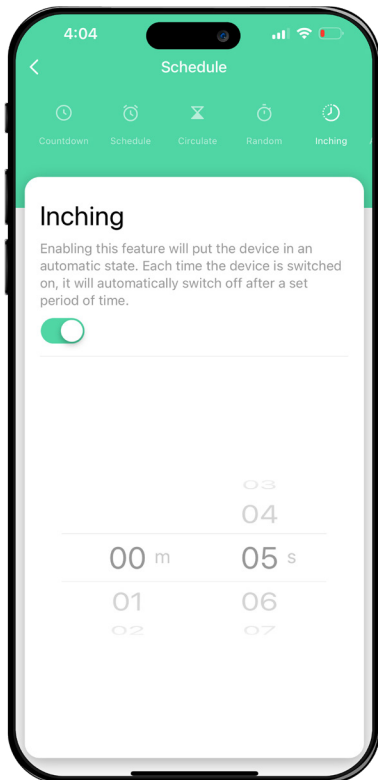 4:04
Schedule
Countdown Schedule Circulate Random Inching
Inching
Enabling this feature will put the device in an
automatic state. Each time the device is switched
on, it will automatically switch off after a set
period of time.
03
04
00 m 05 s
01 06
02 07